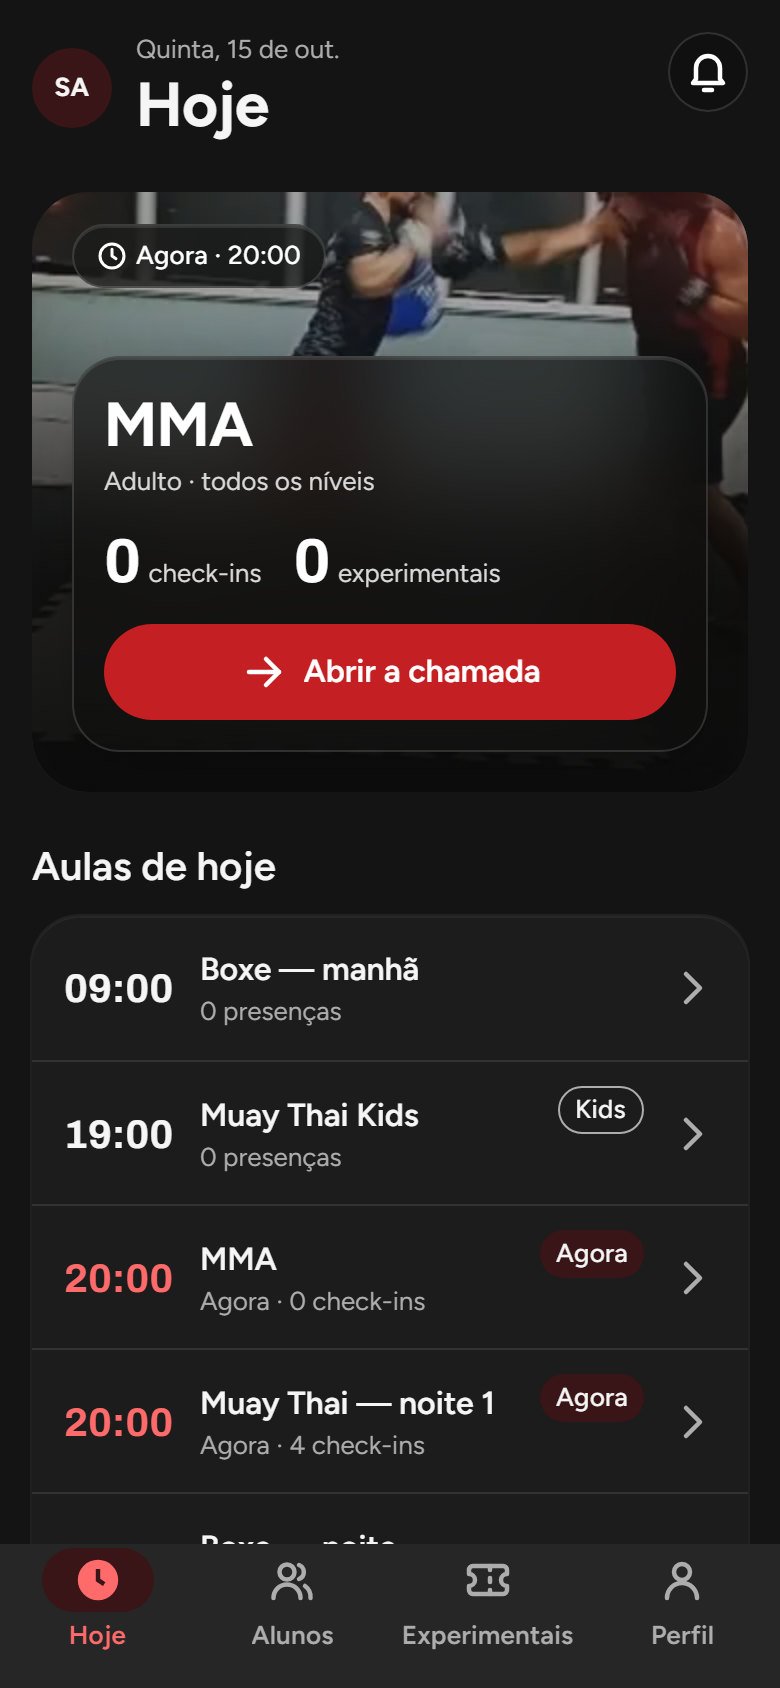 Quinta, 15 de out.
SA
Hoje
Agora · 20:00
MMA
Adulto · todos os níveis
0 check-ins 0 experimentais
Abrir a chamada
Aulas de hoje
09:00 Boxe — manhã
0 presenças
19:00 Muay Thai Kids Kids
0 presenças
20:00 MMA Agora
Agora · 0 check-ins
20:00 Muay Thai — noite 1 Agora
Agora · 4 check-ins
Boxe — noite
Hoje Alunos Experimentais Perfil